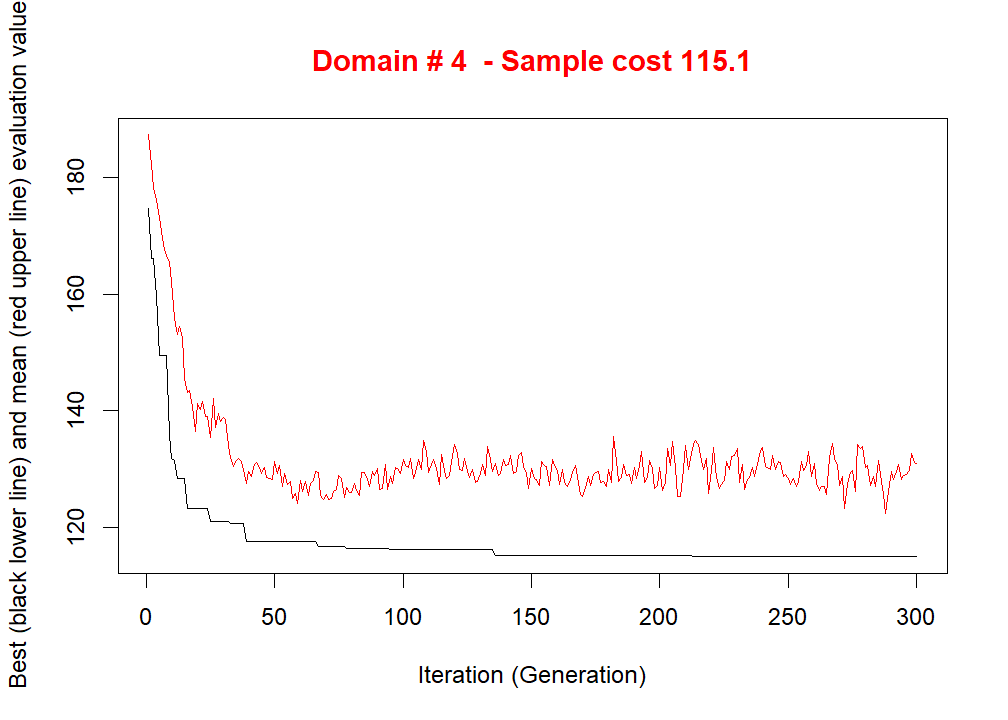 Domain # 4  - Sample cost 115.1
Best (black lower line) and mean (red upper line) evaluation value
180
160
140
120
0 50 100 150 200 250 300
Iteration (Generation)